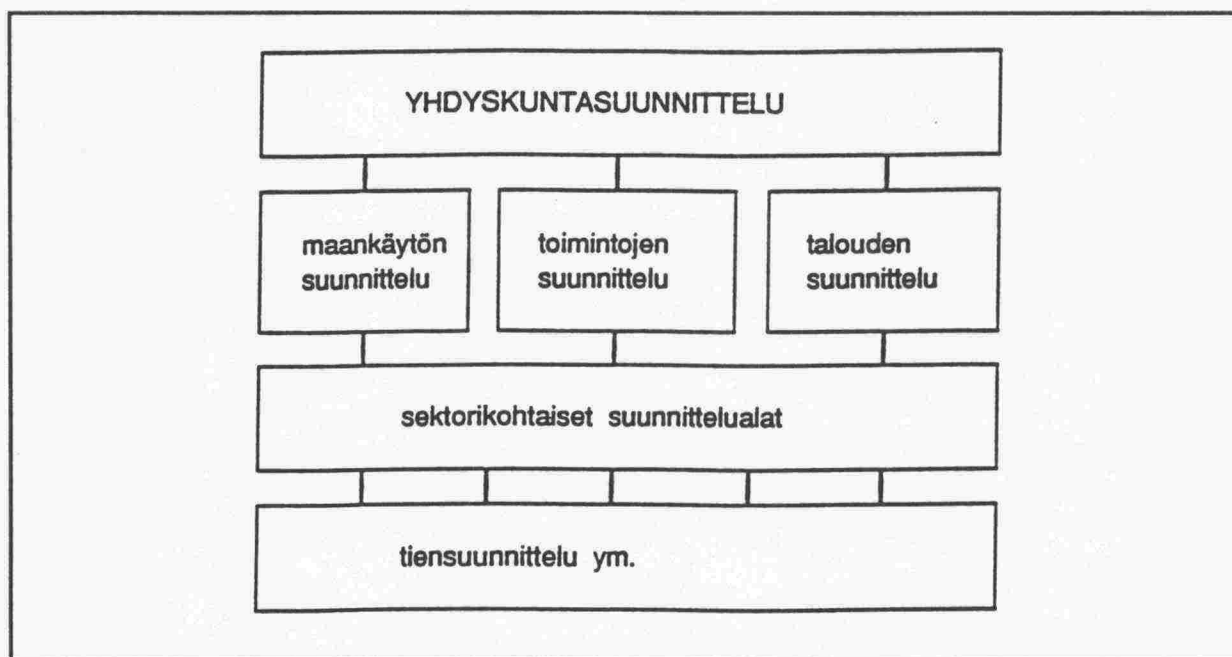 YHDYSKUNTASUUNNITTELU
maankäytön
suunnittelu
toimintojen
suunnittelu
talouden
suunnittelu
sektorikohtaiset suunnittelualat
tiensuunnittelu ym.